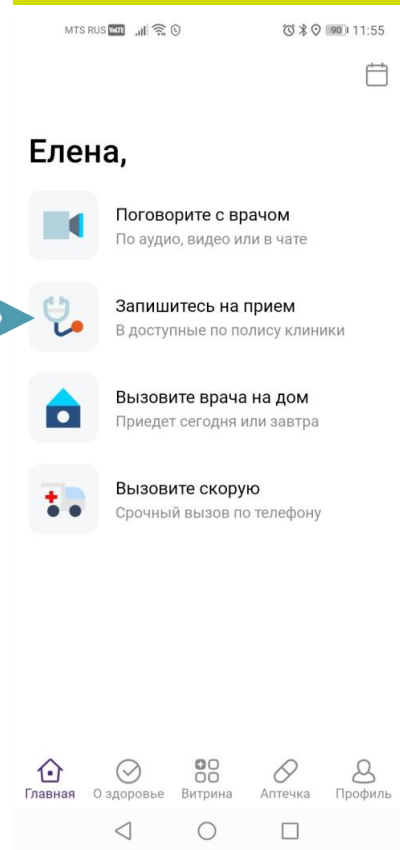 MTS RUS VoLTE 90 11:55
Елена,
Поговорите с врачом
По аудио, видео или в чате
Запишитесь на прием
В доступные по полису клиники
Вызовите врача на дом
Приедет сегодня или завтра
Вызовите скорую
Срочный вызов по телефону
Главная О здоровье Витрина Аптечка Профиль